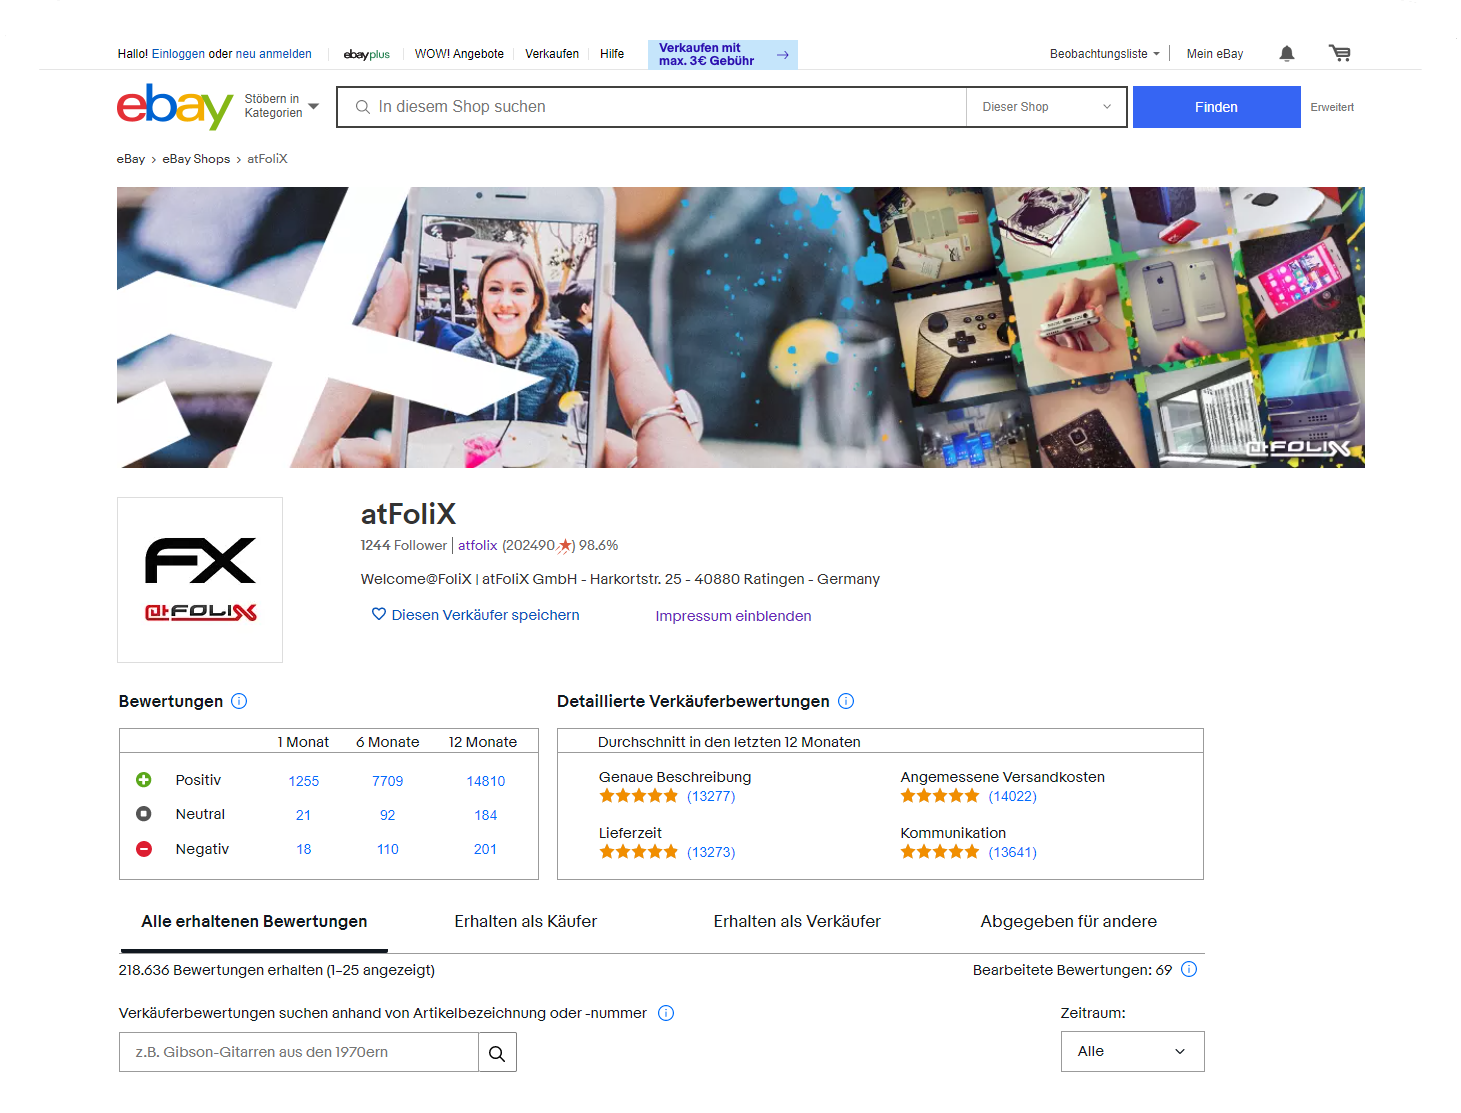 Hallo! Einloggen oder neu anmelden
ebayplus
WOW! Angebote
Verkaufen
Hilfe
Verkaufen mit
max. 3€ Gebühr
Beobachtungsliste
Mein eBay
ebay
Stöbern in
Kategorien
In diesem Shop suchen
Dieser Shop
Finden
Erweitert
eBay > eBay Shops > atFoliX
@FOLIX
FX
@FOLIX
atFoliX
1244 Follower | atfolix (202490) 98.6%
Welcome@FoliX | atFoliX GmbH - Harkortstr. 25 - 40880 Ratingen - Germany
Diesen Verkäufer speichern
Impressum einblenden
Bewertungen
1 Monat 6 Monate 12 Monate
Positiv 1255 7709 14810
Neutral 21 92 184
Negativ 18 110 201
Detaillierte Verkäuferbewertungen
Durchschnitt in den letzten 12 Monaten
Genaue Beschreibung
(13277)
Angemessene Versandkosten
(14022)
Lieferzeit
(13273)
Kommunikation
(13641)
Alle erhaltenen Bewertungen
Erhalten als Käufer
Erhalten als Verkäufer
Abgegeben für andere
218.636 Bewertungen erhalten (1–25 angezeigt)
Bearbeitete Bewertungen: 69
Verkäuferbewertungen suchen anhand von Artikelbezeichnung oder -nummer
Zeitraum:
z.B. Gibson-Gitarren aus den 1970ern
Alle